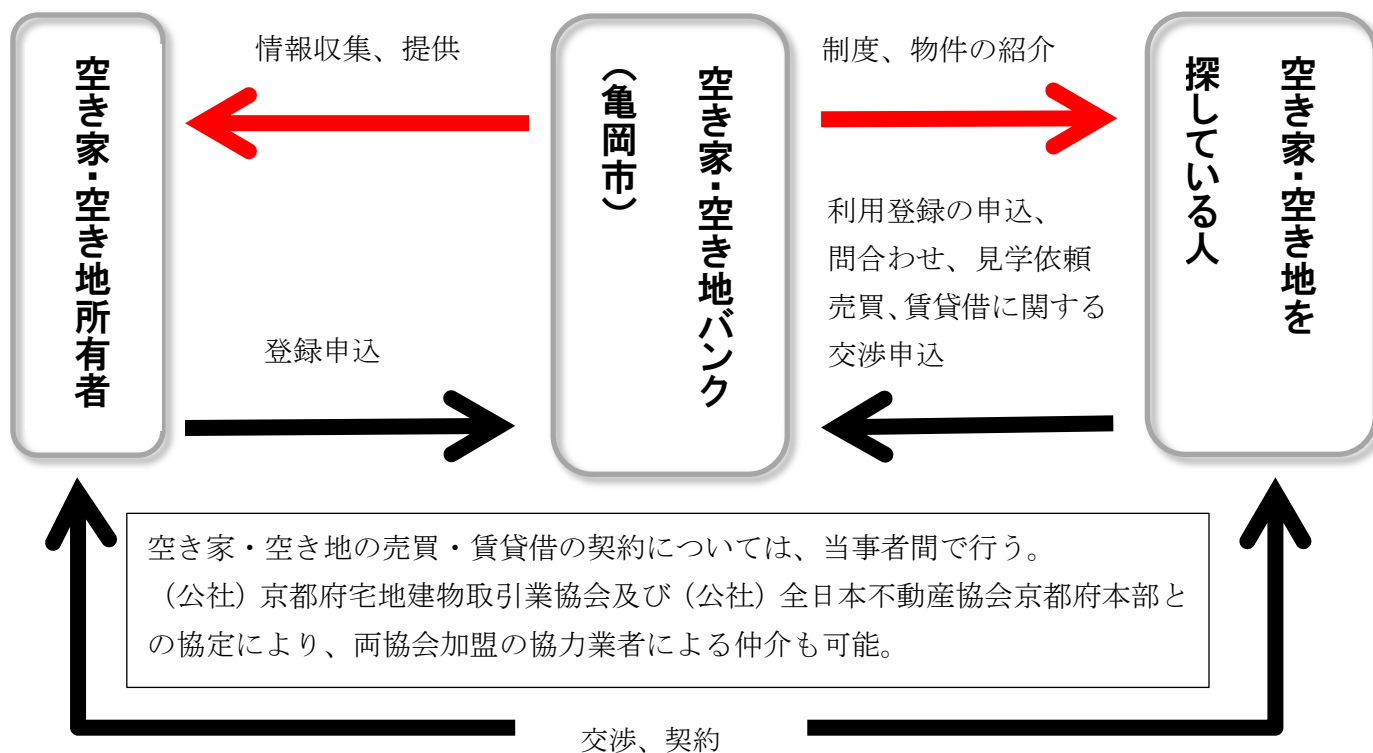 空き家・空き地所有者
情報収集、提供
登録申込
空き家・空き地バンク
（亀岡市）
制度、物件の紹介
利用登録の申込、
問合わせ、見学依頼
売買、賃貸借に関する
交渉申込
空き家・空き地を
探している人
空き家・空き地の売買・賃貸借の契約については、当事者間で行う。
（公社）京都府宅地建物取引業協会及び（公社）全日本不動産協会京都府本部と
の協定により、両協会加盟の協力業者による仲介も可能。
交渉、契約